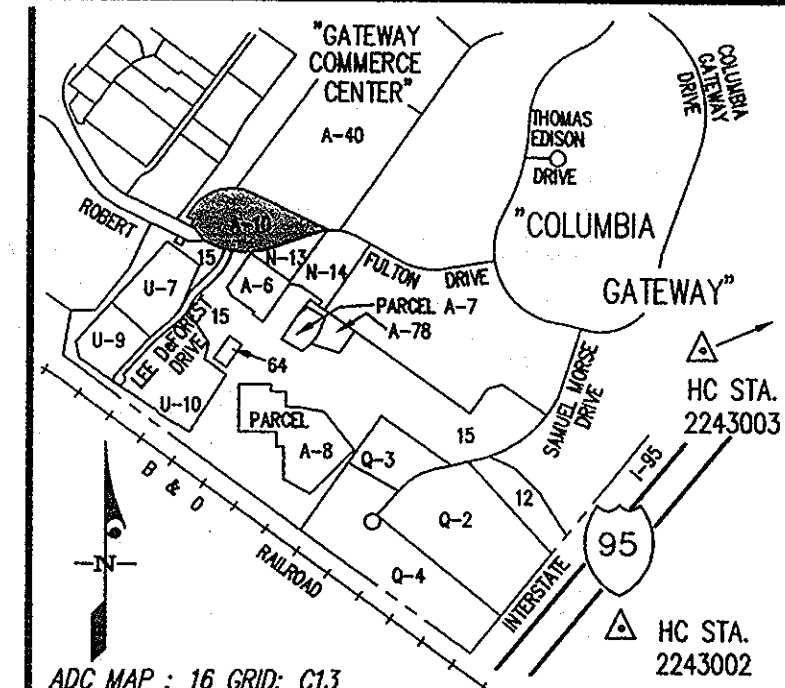 "GATEWAY
COMMERCE
CENTER"
A-40
COLUMBIA
GATEWAY
DRIVE
THOMAS
EDISON
DRIVE
"COLUMBIA
GATEWAY"
ROBERT
A-10
FULTON DRIVE
15
N-13
N-14
U-7
A-6
PARCEL A-7
A-78
U-9
LEE DeFOREST
DRIVE
15
64
U-10
PARCEL
A-8
SAMUEL MORSE
DRIVE
HC STA.
2243003
15
Q-3
12
I-95
Q-2
95
B & O
RAILROAD
Q-4
INTERSTATE
-N-
HC STA.
2243002
ADC MAP : 16 GRID: C13